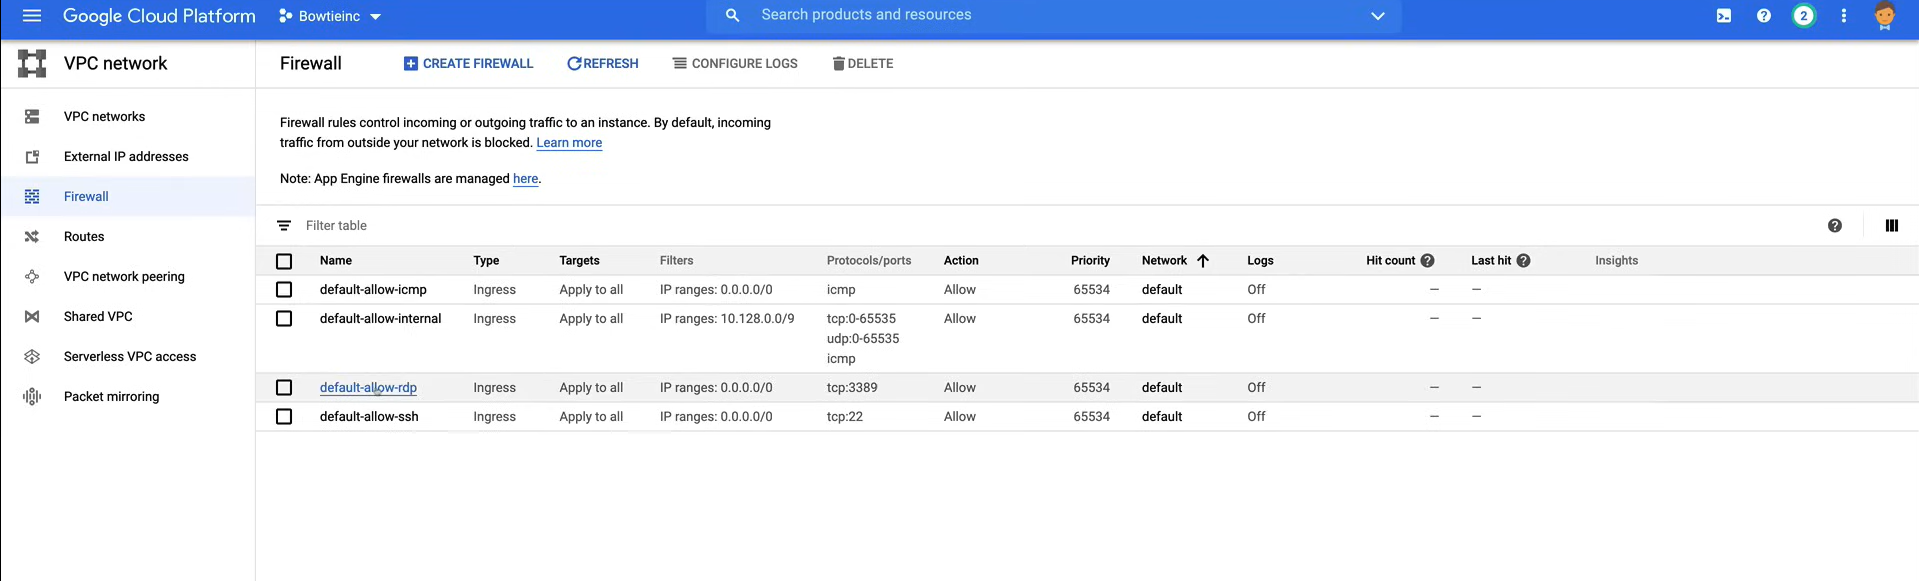 Google Cloud Platform Bowtieinc Search products and resources 2
VPC network Firewall CREATE FIREWALL REFRESH CONFIGURE LOGS DELETE
VPC networks
External IP addresses
Firewall
Routes
VPC network peering
Shared VPC
Serverless VPC access
Packet mirroring
Firewall rules control incoming or outgoing traffic to an instance. By default, incoming
traffic from outside your network is blocked. Learn more
Note: App Engine firewalls are managed here.
Filter table
Name Type Targets Filters Protocols/ports Action Priority Network Logs Hit count Last hit Insights
default-allow-icmp Ingress Apply to all IP ranges: 0.0.0.0/0 icmp Allow 65534 default Off — —
default-allow-internal Ingress Apply to all IP ranges: 10.128.0.0/9 tcp:0-65535 Allow 65534 default Off — —
udp:0-65535
icmp
default-allow-rdp Ingress Apply to all IP ranges: 0.0.0.0/0 tcp:3389 Allow 65534 default Off — —
default-allow-ssh Ingress Apply to all IP ranges: 0.0.0.0/0 tcp:22 Allow 65534 default Off — —